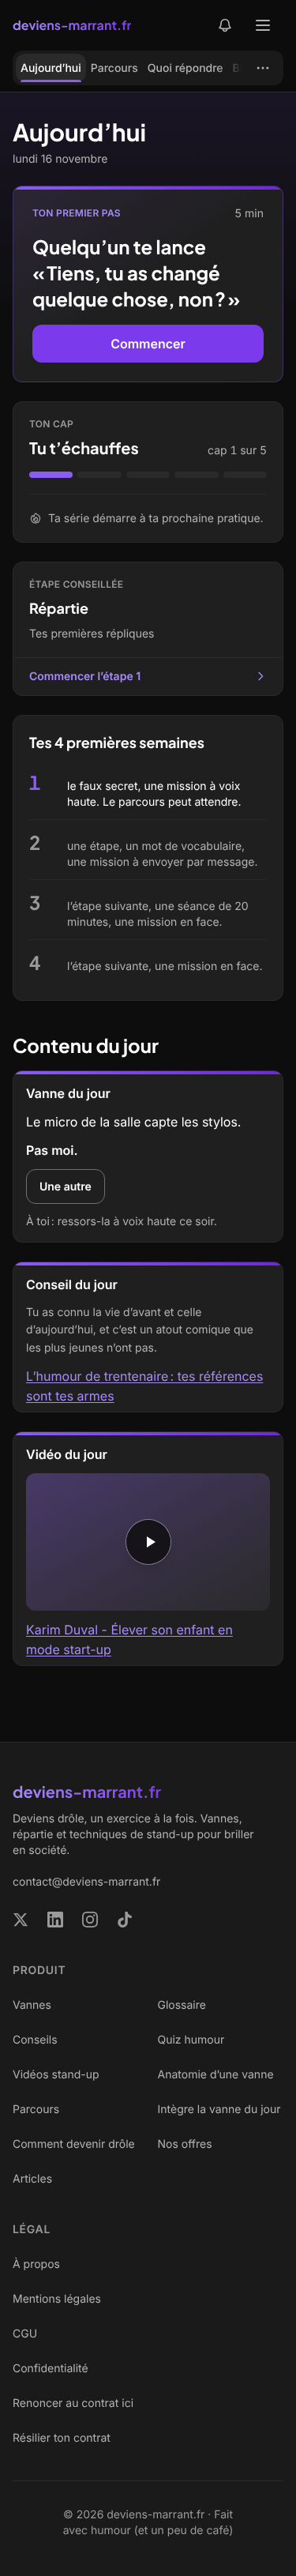 deviens-marrant.fr
Aujourd’hui Parcours Quoi répondre
Aujourd’hui
lundi 16 novembre
TON PREMIER PAS 5 min
Quelqu’un te lance
« Tiens, tu as changé
quelque chose, non ? »
Commencer
TON CAP
Tu t’échauffes cap 1 sur 5
Ta série démarre à ta prochaine pratique.
ÉTAPE CONSEILLÉE
Répartie
Tes premières répliques
Commencer l’étape 1
Tes 4 premières semaines
1 le faux secret, une mission à voix
haute. Le parcours peut attendre.
2 une étape, un mot de vocabulaire,
une mission à envoyer par message.
3 l’étape suivante, une séance de 20
minutes, une mission en face.
4 l’étape suivante, une mission en face.
Contenu du jour
Vanne du jour
Le micro de la salle capte les stylos.
Pas moi.
Une autre
À toi : ressors-la à voix haute ce soir.
Conseil du jour
Tu as connu la vie d’avant et celle
d’aujourd’hui, et c’est un atout comique que
les plus jeunes n’ont pas.
L’humour de trentenaire : tes références
sont tes armes
Vidéo du jour
Karim Duval - Élever son enfant en
mode start-up
deviens-marrant.fr
Deviens drôle, un exercice à la fois. Vannes,
répartie et techniques de stand-up pour briller
en société.
contact@deviens-marrant.fr
PRODUIT
Vannes Glossaire
Conseils Quiz humour
Vidéos stand-up Anatomie d’une vanne
Parcours Intègre la vanne du jour
Comment devenir drôle Nos offres
Articles
LÉGAL
À propos
Mentions légales
CGU
Confidentialité
Renoncer au contrat ici
Résilier ton contrat
© 2026 deviens-marrant.fr · Fait
avec humour (et un peu de café)